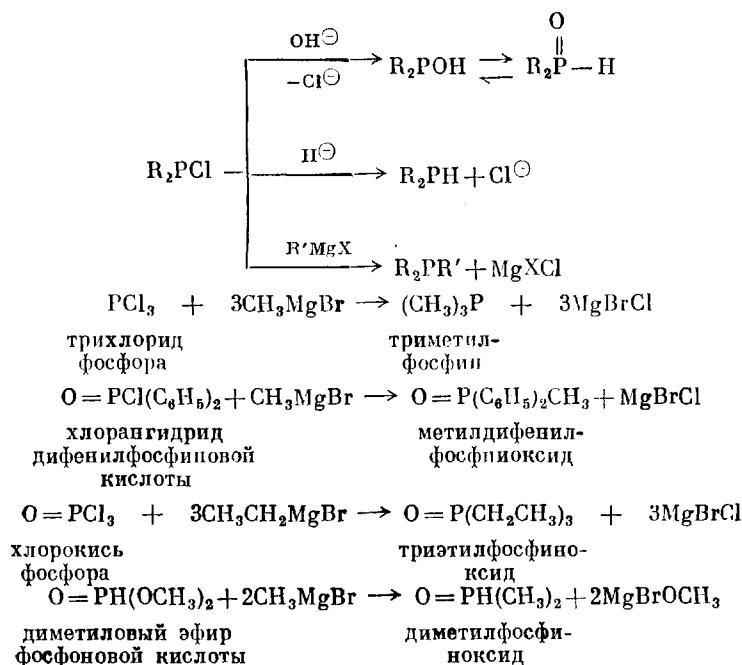 O
OH⊖ ||
R₂POH ⇄ R₂P—H
−Cl⊖
H⊖
R₂PCl → R₂PH + Cl⊖
R′MgX
R₂PR′ + MgXCl
PCl₃ + 3CH₃MgBr → (CH₃)₃P + 3MgBrCl
трихлорид триметил-
фосфора фосфин
O=PCl(C₆H₅)₂ + CH₃MgBr → O=P(C₆H₅)₂CH₃ + MgBrCl
хлорангидрид метилдифенил-
дифенилфосфиновой фосфиноксид
кислоты
O=PCl₃ + 3CH₃CH₂MgBr → O=P(CH₂CH₃)₃ + 3MgBrCl
хлорокись триэтилфосфино-
фосфора ксид
O=PH(OCH₃)₂ + 2CH₃MgBr → O=PH(CH₃)₂ + 2MgBrOCH₃
диметиловый эфир диметилфосфи-
фосфоновой кислоты ноксид